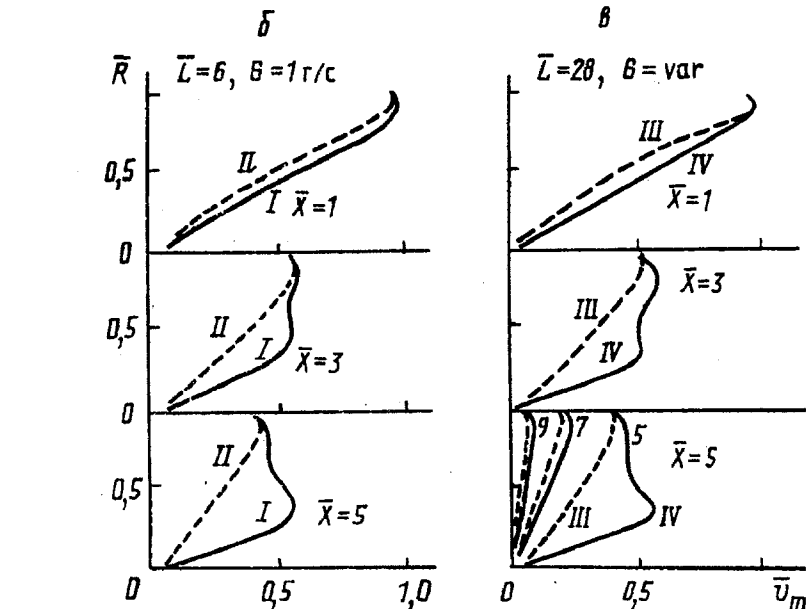 б
в
R̅
L̅=6, G=1 г/с
L̅=28, G=var
II
I
X̅=1
0,5
0
III
IV
X̅=1
II
I
X̅=3
0,5
0
III
IV
X̅=3
II
I
X̅=5
0,5
0
0,5
1,0
9
7
5
X̅=5
III
IV
0
0,5
v̅m